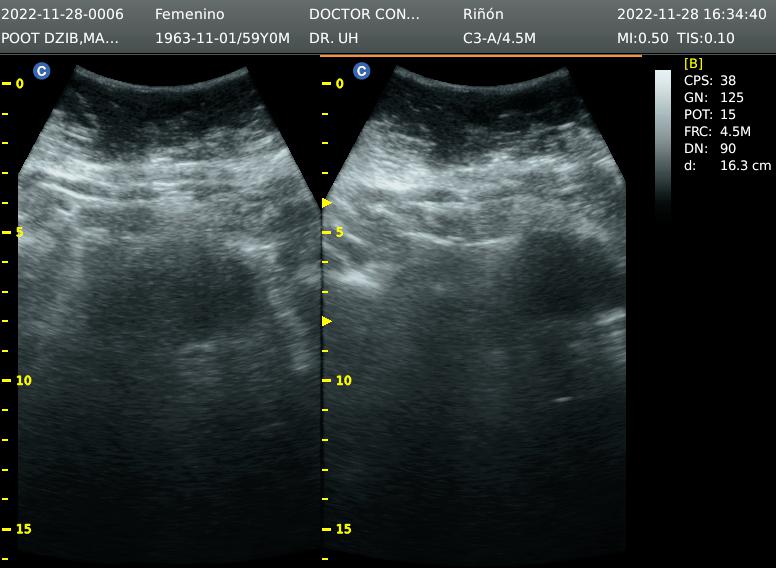 2022-11-28-0006 Femenino DOCTOR CON... Riñón 2022-11-28 16:34:40
POOT DZIB,MA... 1963-11-01/59Y0M DR. UH C3-A/4.5M MI:0.50 TIS:0.10
C C [B]
0 0 CPS: 38
GN: 125
POT: 15
FRC: 4.5M
DN: 90
d: 16.3 cm
5 5
10 10
15 15